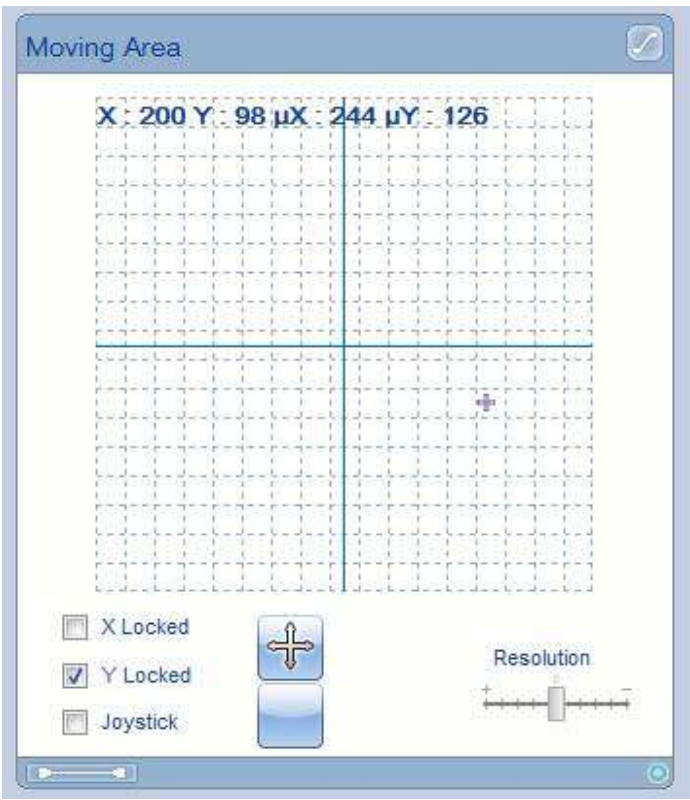 Moving Area
X : 200 Y : 98 µX : 244 µY : 126
X Locked
Y Locked
Joystick
Resolution
+ −